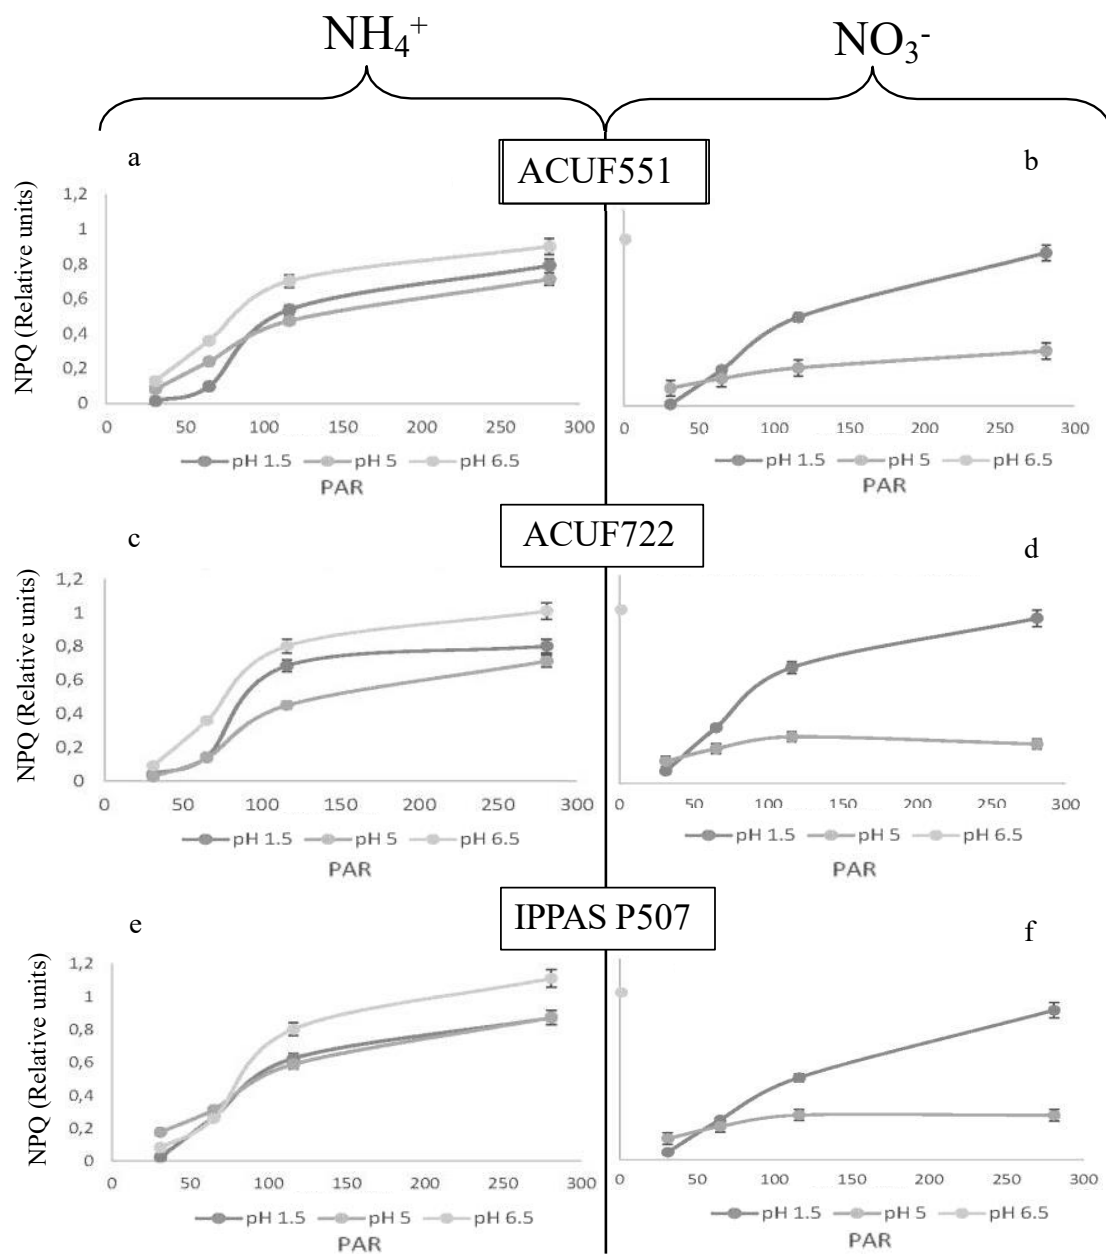 NH₄⁺ NO₃⁻
a ACUF551 b
NPQ (Relative units)
1,2
1
0,8
0,6
0,4
0,2
0
0 50 100 150 200 250 300
pH 1.5 pH 5 pH 6.5
PAR
0 50 100 150 200 250 300
pH 1.5 pH 5 pH 6.5
c ACUF722 d
NPQ (Relative units)
1,2
1
0,8
0,6
0,4
0,2
0
0 50 100 150 200 250 300
pH 1.5 pH 5 pH 6.5
PAR
0 50 100 150 200 250 300
pH 1.5 pH 5 pH 6.5
PAR
e IPPAS P507 f
NPQ (Relative units)
1,2
1
0,8
0,6
0,4
0,2
0
0 50 100 150 200 250 300
pH 1.5 pH 5 pH 6.5
PAR
0 50 100 150 200 250 300
pH 1.5 pH 5 pH 6.5
PAR